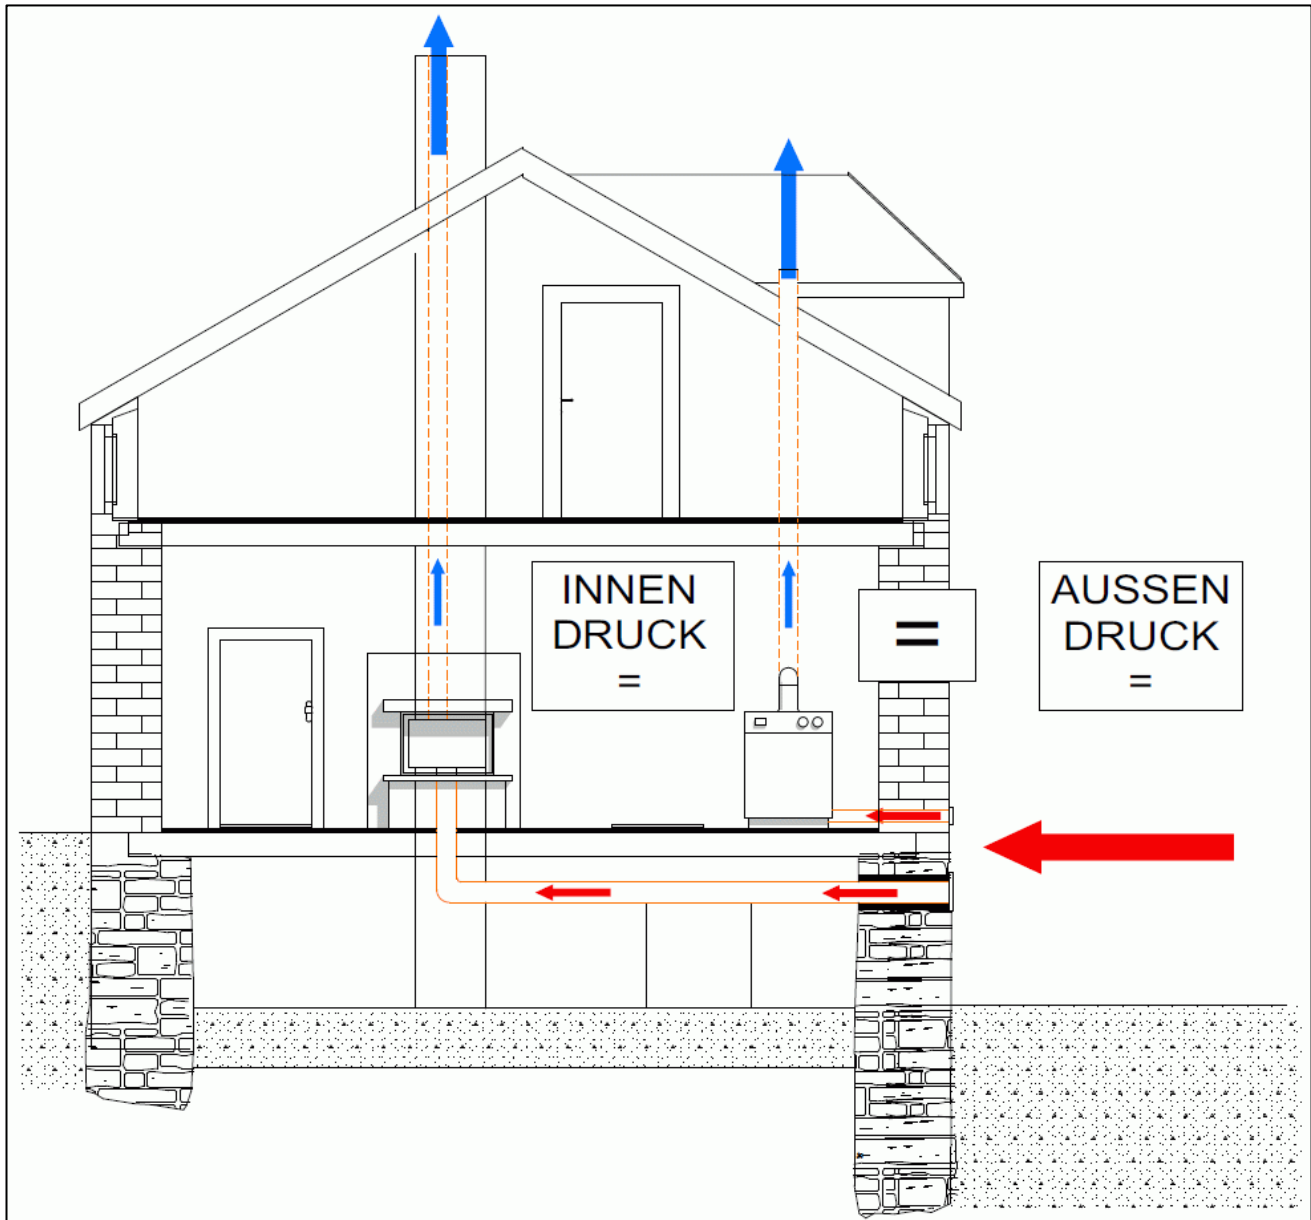 INNEN
DRUCK
=
=
AUSSEN
DRUCK
=